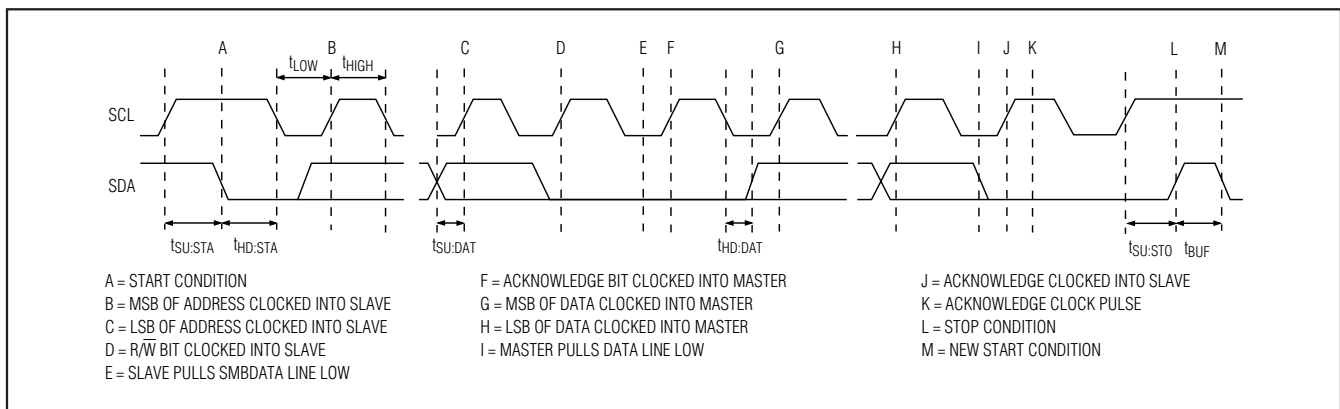 A B C D E F G H I J K L M
tLOW tHIGH
SCL
SDA
tSU:STA tHD:STA tSU:DAT tHD:DAT tSU:STO tBUF
A = START CONDITION
B = MSB OF ADDRESS CLOCKED INTO SLAVE
C = LSB OF ADDRESS CLOCKED INTO SLAVE
D = R/W̅ BIT CLOCKED INTO SLAVE
E = SLAVE PULLS SMBDATA LINE LOW
F = ACKNOWLEDGE BIT CLOCKED INTO MASTER
G = MSB OF DATA CLOCKED INTO MASTER
H = LSB OF DATA CLOCKED INTO MASTER
I = MASTER PULLS DATA LINE LOW
J = ACKNOWLEDGE CLOCKED INTO SLAVE
K = ACKNOWLEDGE CLOCK PULSE
L = STOP CONDITION
M = NEW START CONDITION